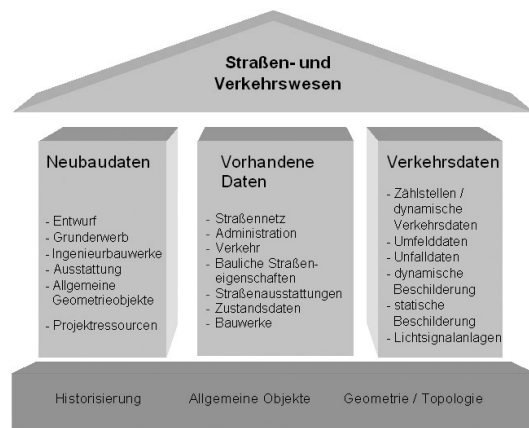 Straßen- und
Verkehrswesen
Neubaudaten
- Entwurf
- Grunderwerb
- Ingenieurbauwerke
- Ausstattung
- Allgemeine
Geometrieobjekte
- Projektressourcen
Vorhandene
Daten
- Straßennetz
- Administration
- Verkehr
- Bauliche Straßen-
eigenschaften
- Straßenausstattungen
- Zustandsdaten
- Bauwerke
Verkehrsdaten
- Zählstellen /
dynamische
Verkehrsdaten
- Umfelddaten
- Unfalldaten
- dynamische
Beschilderung
- statische
Beschilderung
- Lichtsignalanlagen
Historisierung Allgemeine Objekte Geometrie / Topologie